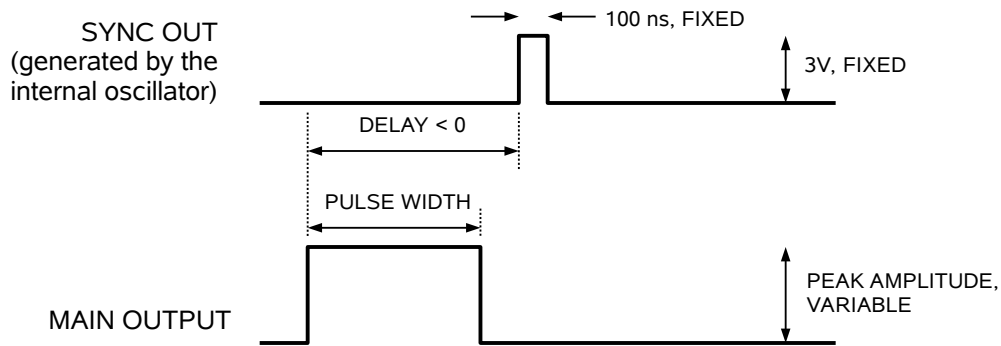 100 ns, FIXED
SYNC OUT
(generated by the
internal oscillator)
3V, FIXED
DELAY < 0
PULSE WIDTH
PEAK AMPLITUDE,
VARIABLE
MAIN OUTPUT